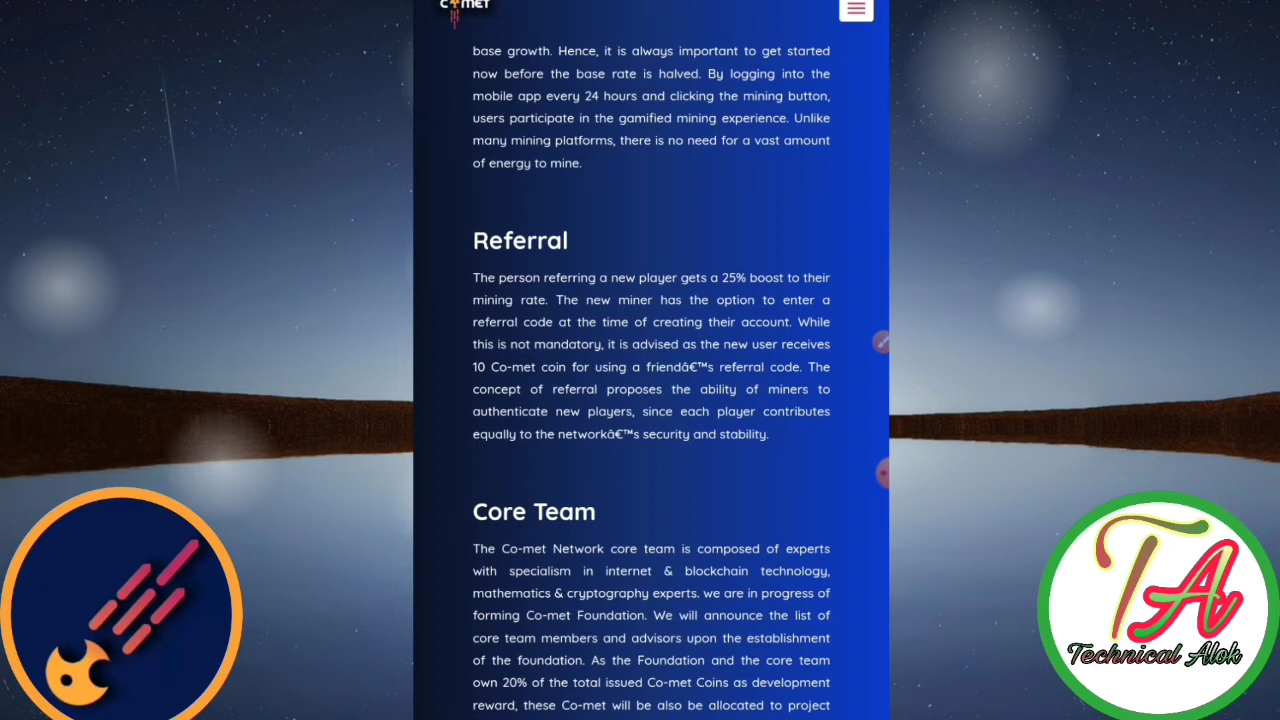 COMET
base growth. Hence, it is always important to get started
now before the base rate is halved. By logging into the
mobile app every 24 hours and clicking the mining button,
users participate in the gamified mining experience. Unlike
many mining platforms, there is no need for a vast amount
of energy to mine.
Referral
The person referring a new player gets a 25% boost to their
mining rate. The new miner has the option to enter a
referral code at the time of creating their account. While
this is not mandatory, it is advised as the new user receives
10 Co-met coin for using a friendâ€™s referral code. The
concept of referral proposes the ability of miners to
authenticate new players, since each player contributes
equally to the networkâ€™s security and stability.
Core Team
The Co-met Network core team is composed of experts
with specialism in internet & blockchain technology,
mathematics & cryptography experts. we are in progress of
forming Co-met Foundation. We will announce the list of
core team members and advisors upon the establishment
of the foundation. As the Foundation and the core team
own 20% of the total issued Co-met Coins as development
reward, these Co-met will be also be allocated to project
TA
Technical Alok